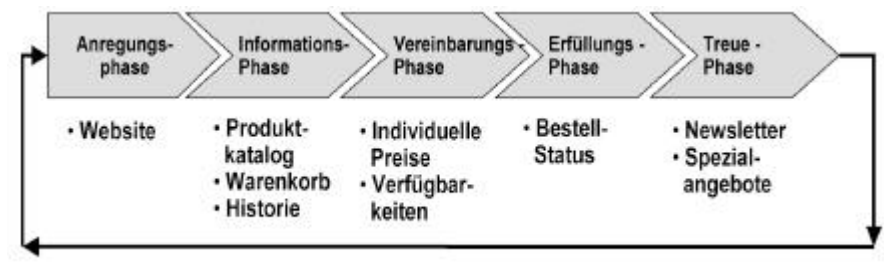 Anregungs-
phase
Informations-
Phase
Vereinbarungs -
Phase
Erfüllungs -
Phase
Treue -
Phase
• Website
• Produkt-
katalog
• Warenkorb
• Historie
• Individuelle
Preise
• Verfügbar-
keiten
• Bestell-
Status
• Newsletter
• Spezial-
angebote